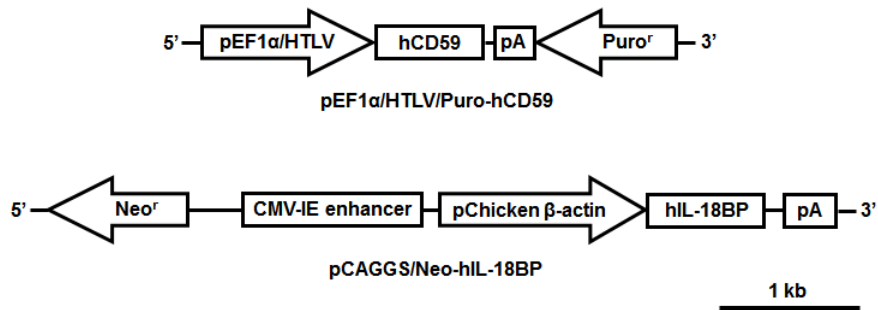 5’ pEF1α/HTLV hCD59 pA Puroʳ 3’
pEF1α/HTLV/Puro-hCD59
5’ Neoʳ CMV-IE enhancer pChicken β-actin hIL-18BP pA 3’
pCAGGS/Neo-hIL-18BP
1 kb